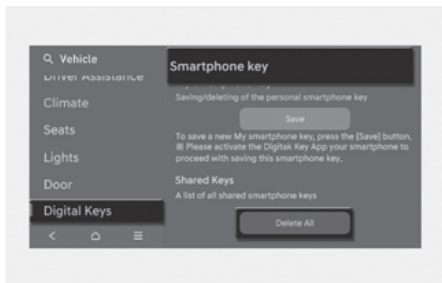 Vehicle
Smartphone key
Driver Assistance
Climate
Saving/deleting of the personal smartphone key
Seats
Save
Lights
To save a new My smartphone key, press the [Save] button.
※ Please activate the Digitak Key App your smartphone to
proceed with saving this smartphone key.
Door
Shared Keys
A list of all shared smartphone keys
Digital Keys
Delete All